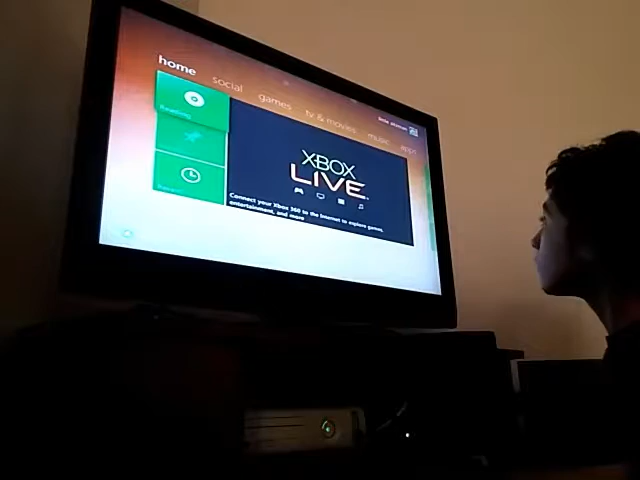 home social games tv & movies music apps
Reading
XBOX
LIVE
Connect your Xbox 360 to the Internet to explore games,
entertainment, and more